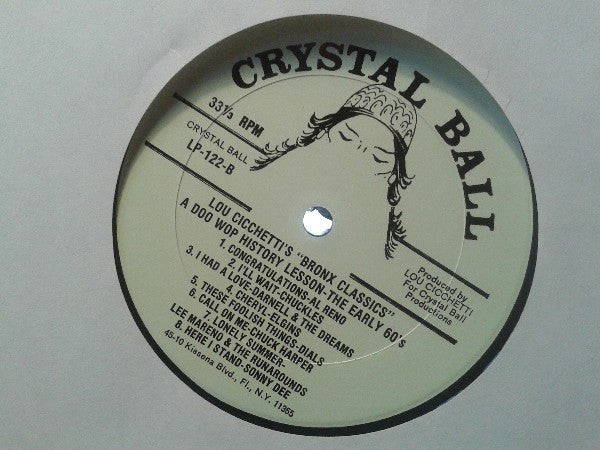 CRYSTAL BALL
33⅓ RPM
CRYSTAL BALL
LP-122-B
LOU CICCHETTI'S "BRONX CLASSICS"
A DOO WOP HISTORY LESSON-THE EARLY 60's
1. CONGRATULATIONS-AL RENO
2. I'LL WAIT-CHUCKLES
3. I HAD A LOVE-DARNELL & THE DREAMS
4. CHERYL-ELGINS
5. THESE FOOLISH THINGS-DIALS
6. CALL ON ME-CHUCK HARPER
7. LONELY SUMMER-
LEE MARENO & THE RUNAROUNDS
8. HERE I STAND-SONNY DEE
45-10 Kissena Blvd., Fl., N.Y. 11365
Produced by
LOU CICCHETTI
For Crystal Ball
Productions